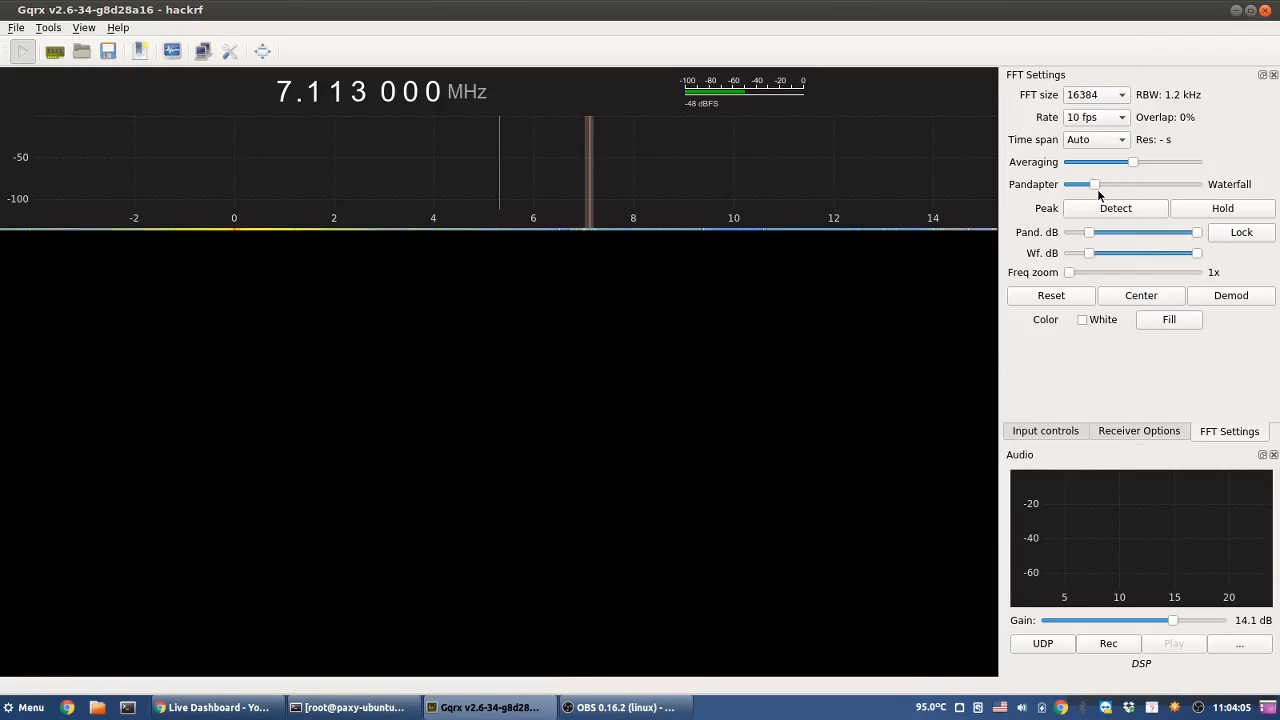 Gqrx v2.6-34-g8d28a16 - hackrf
File Tools View Help
7.113 000 MHz
-100 -80 -60 -40 -20 0
-48 dBFS
-50
-100
-2 0 2 4 6 8 10 12 14
FFT Settings
FFT size 16384 RBW: 1.2 kHz
Rate 10 fps Overlap: 0%
Time span Auto Res: - s
Averaging
Pandapter Waterfall
Peak Detect Hold
Pand. dB Lock
Wf. dB
Freq zoom 1x
Reset Center Demod
Color White Fill
Input controls Receiver Options FFT Settings
Audio
-20
-40
-60
5 10 15 20
Gain: 14.1 dB
UDP Rec Play ...
DSP
Menu Live Dashboard - Yo... [root@paxy-ubuntu... Gqrx v2.6-34-g8d28... OBS 0.16.2 (linux) - ... 95.0°C 11:04:05